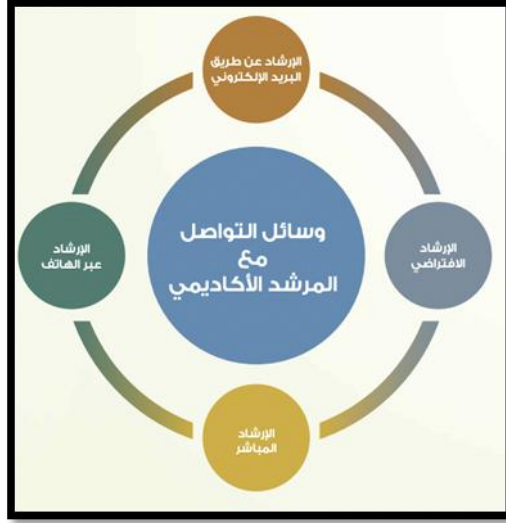 الإرشاد عن طريق
البريد الإلكتروني
وسائل التواصل
مع
المرشد الأكاديمي
الإرشاد
الافتراضي
الإرشاد
عبر الهاتف
الإرشاد
المباشر